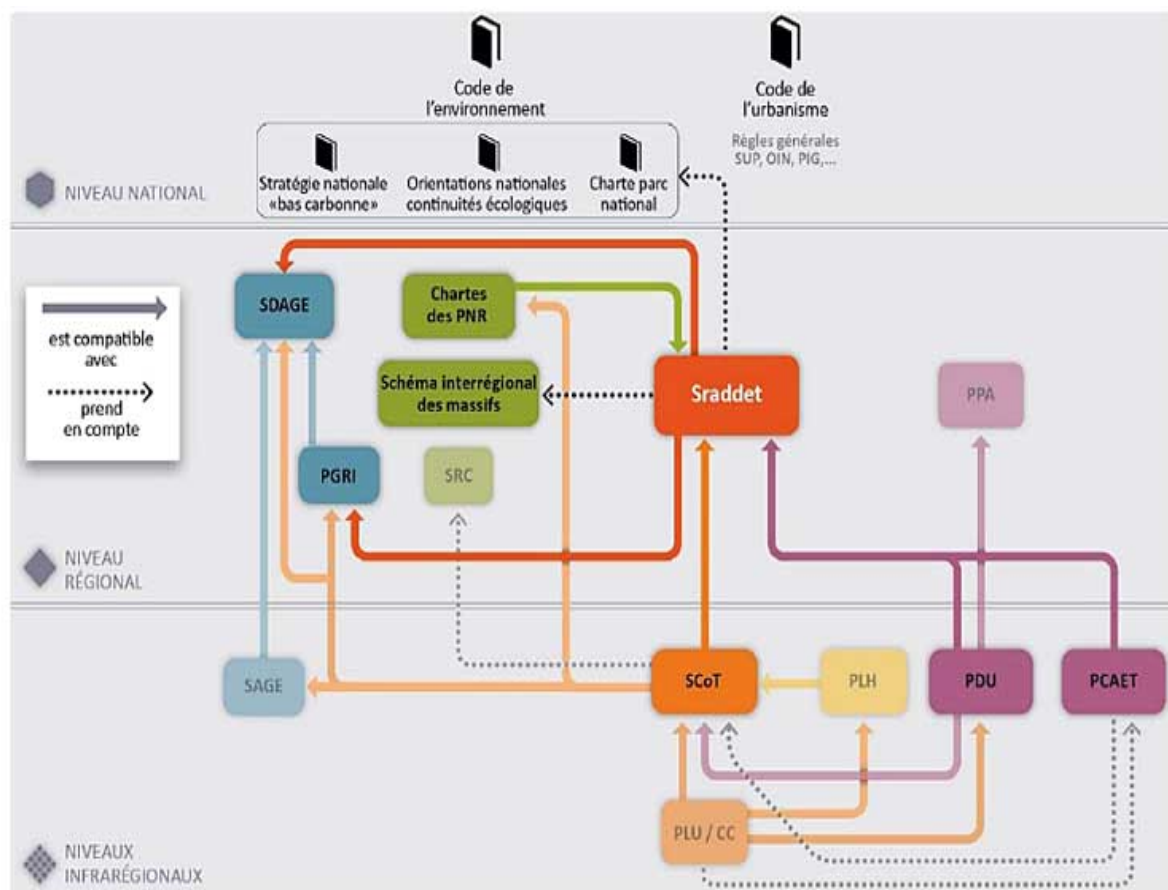 Code de
l'environnement
Code de
l'urbanisme
Règles générales
SUP, OIN, PIG,...
Stratégie nationale
«bas carbonne»
Orientations nationales
continuités écologiques
Charte parc
national
NIVEAU NATIONAL
est compatible
avec
prend
en compte
SDAGE
Chartes
des PNR
Schéma interrégional
des massifs
Sraddet
PPA
PGRI
SRC
NIVEAU
RÉGIONAL
SAGE
SCoT
PLH
PDU
PCAET
PLU / CC
NIVEAUX
INFRARÉGIONAUX